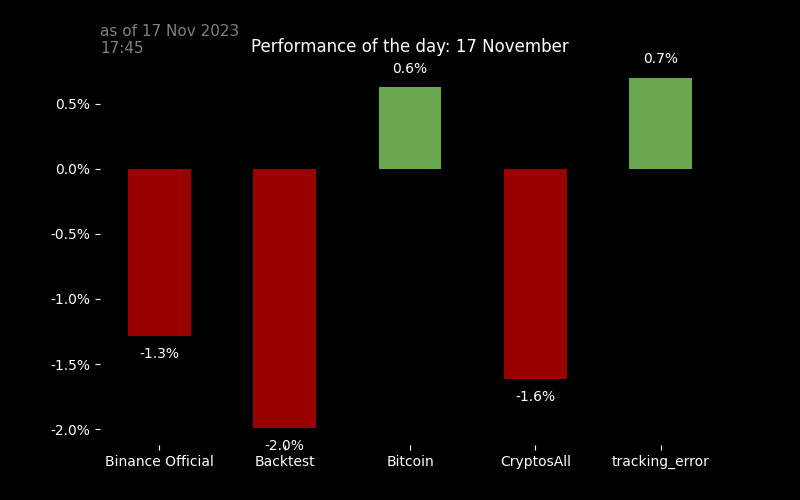 as of 17 Nov 2023
17:45
Performance of the day: 17 November
0.6%
0.7%
0.5%
0.0%
-0.5%
-1.0%
-1.5%
-2.0%
-1.3%
-2.0%
-1.6%
Binance Official
Backtest
Bitcoin
CryptosAll
tracking_error